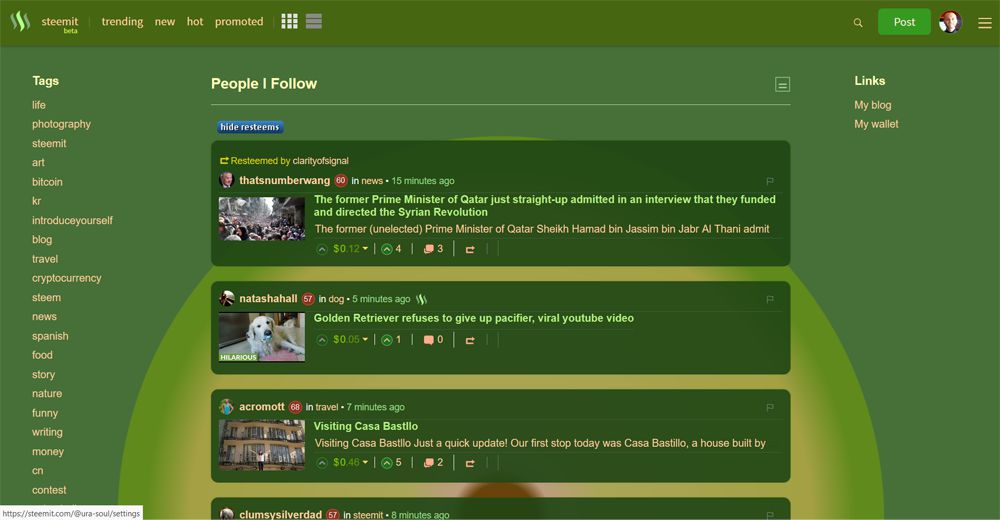 steemit
beta
trending new hot promoted
Post
Tags
life
photography
steemit
art
bitcoin
kr
introduceyourself
blog
travel
cryptocurrency
steem
news
spanish
food
story
nature
funny
writing
money
cn
contest
People I Follow
hide resteems
Resteemed by clarityofsignal
thatsnumberwang 60 in news • 15 minutes ago
The former Prime Minister of Qatar just straight-up admitted in an interview that they funded
and directed the Syrian Revolution
The former (unelected) Prime Minister of Qatar Sheikh Hamad bin Jassim bin Jabr Al Thani admit
$0.12 4 3
natashahall 57 in dog • 5 minutes ago
Golden Retriever refuses to give up pacifier, viral youtube video
HILARIOUS
$0.05 1 0
acromott 68 in travel • 7 minutes ago
Visiting Casa Bastllo
Visiting Casa Bastllo Just a quick update! Our first stop today was Casa Bastillo, a house built by
$0.46 5 2
clumsysilverdad 57 in steemit • 8 minutes ago
Links
My blog
My wallet
https://steemit.com/@ura-soul/settings